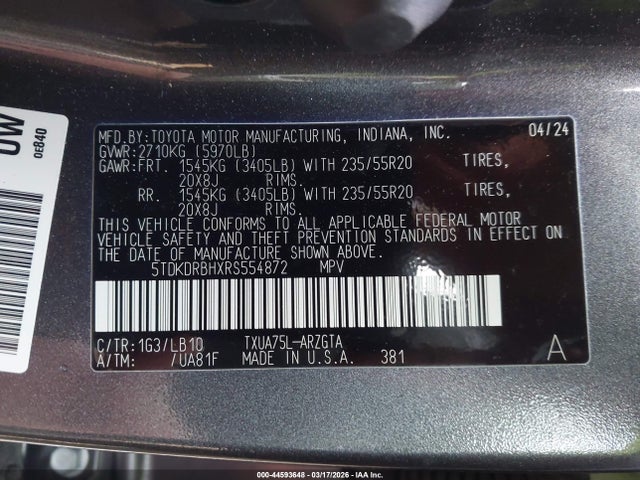 MFD.BY:TOYOTA MOTOR MANUFACTURING, INDIANA, INC. 04/24
GVWR:2710KG (5970LB)
GAWR:FRT. 1545KG (3405LB) WITH 235/55R20 TIRES,
20X8J RIMS.
RR. 1545KG (3405LB) WITH 235/55R20 TIRES,
20X8J RIMS.
THIS VEHICLE CONFORMS TO ALL APPLICABLE FEDERAL MOTOR
VEHICLE SAFETY AND THEFT PREVENTION STANDARDS IN EFFECT ON
THE DATE OF MANUFACTURE SHOWN ABOVE.
5TDKDRBHXRS554872 MPV
C/TR:1G3/LB10 TXUA75L-ARZGTA
A/TM: /UA81F MADE IN U.S.A. 381 A
OW
0E840
000-44593648 | 03/17/2026 | IAA Inc.